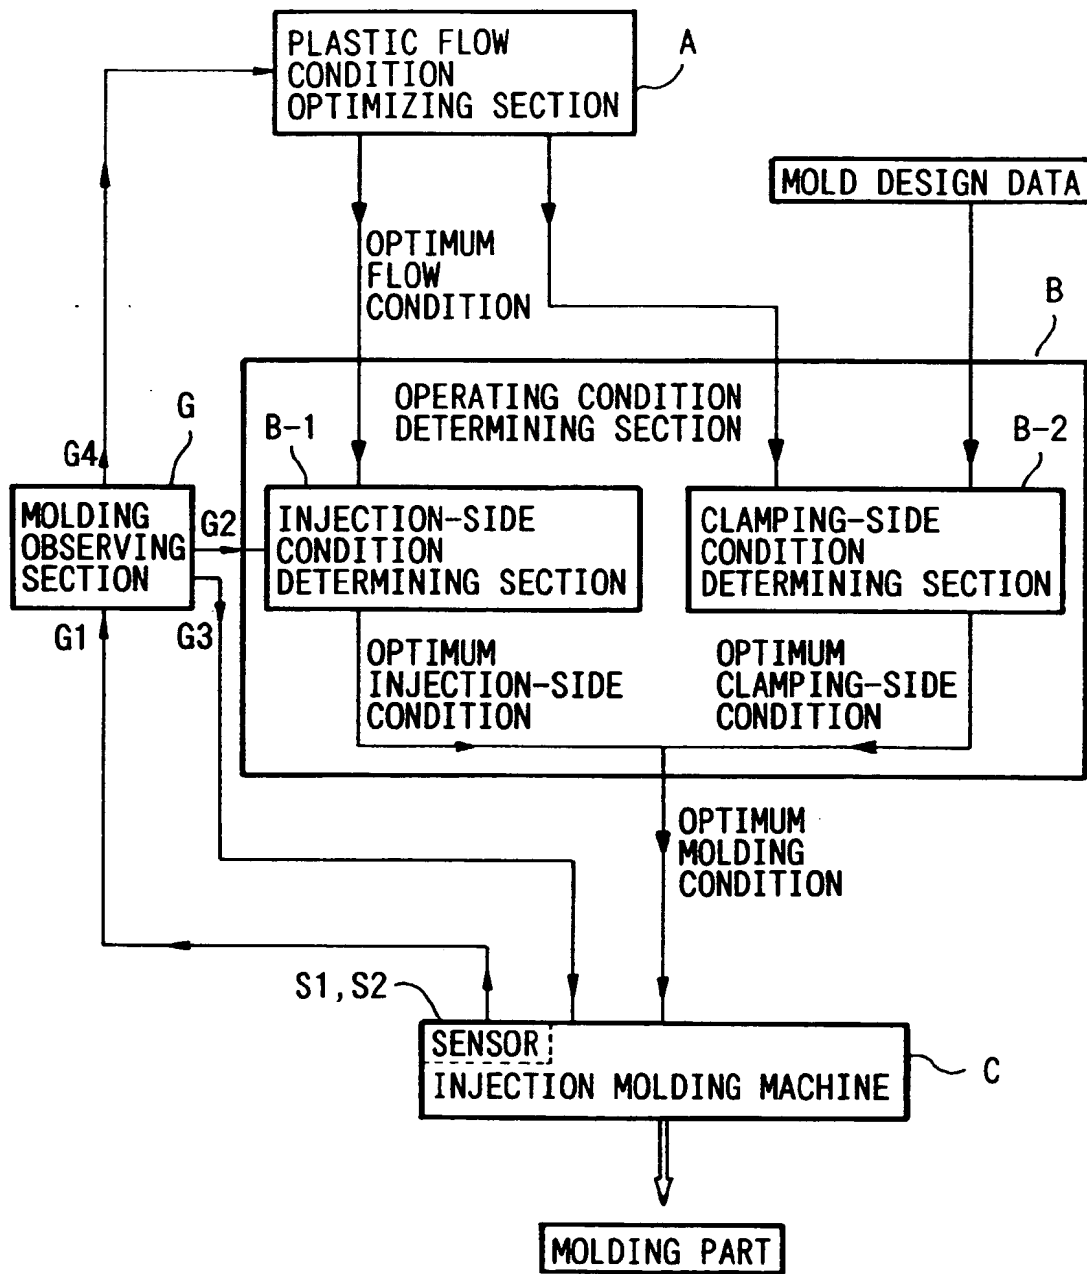 PLASTIC FLOW
CONDITION
OPTIMIZING SECTION
A
MOLD DESIGN DATA
OPTIMUM
FLOW
CONDITION
B
OPERATING CONDITION
DETERMINING SECTION
B-1
B-2
G
G4
MOLDING
OBSERVING
SECTION
G2
INJECTION-SIDE
CONDITION
DETERMINING SECTION
CLAMPING-SIDE
CONDITION
DETERMINING SECTION
G1
G3
OPTIMUM
INJECTION-SIDE
CONDITION
OPTIMUM
CLAMPING-SIDE
CONDITION
OPTIMUM
MOLDING
CONDITION
S1,S2
SENSOR
INJECTION MOLDING MACHINE
C
MOLDING PART